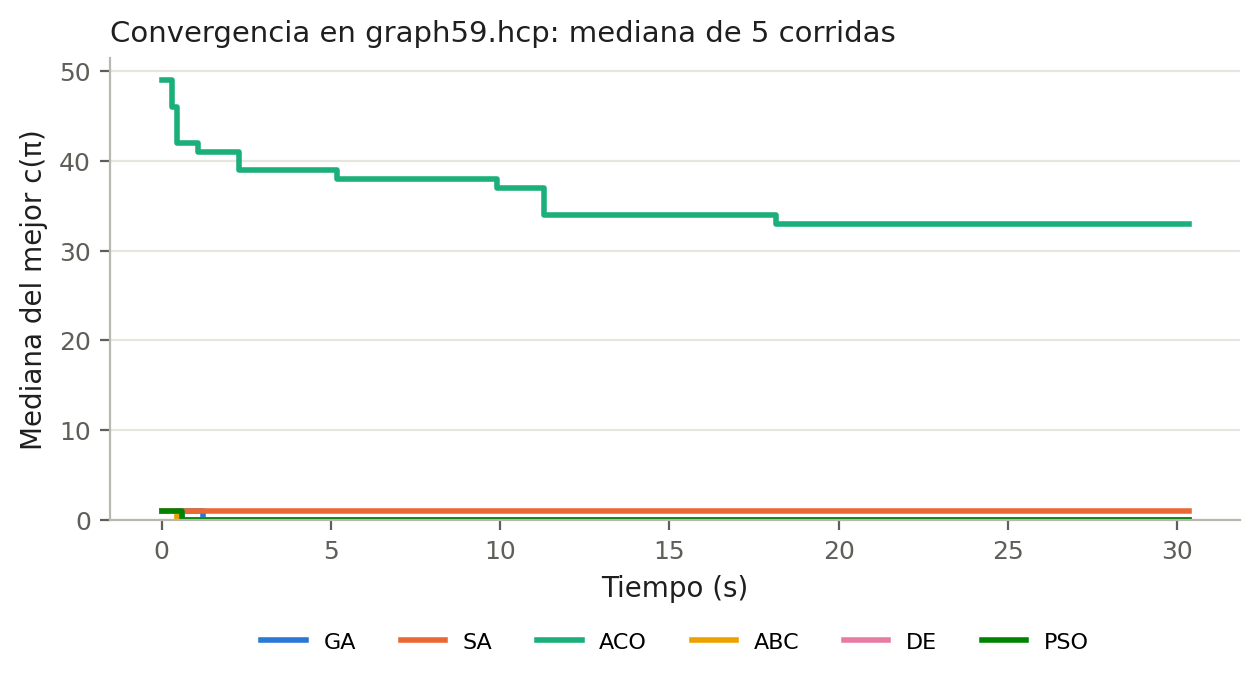 Convergencia en graph59.hcp: mediana de 5 corridas
Mediana del mejor c(π)
50
40
30
20
10
0
0 5 10 15 20 25 30
Tiempo (s)
GA SA ACO ABC DE PSO